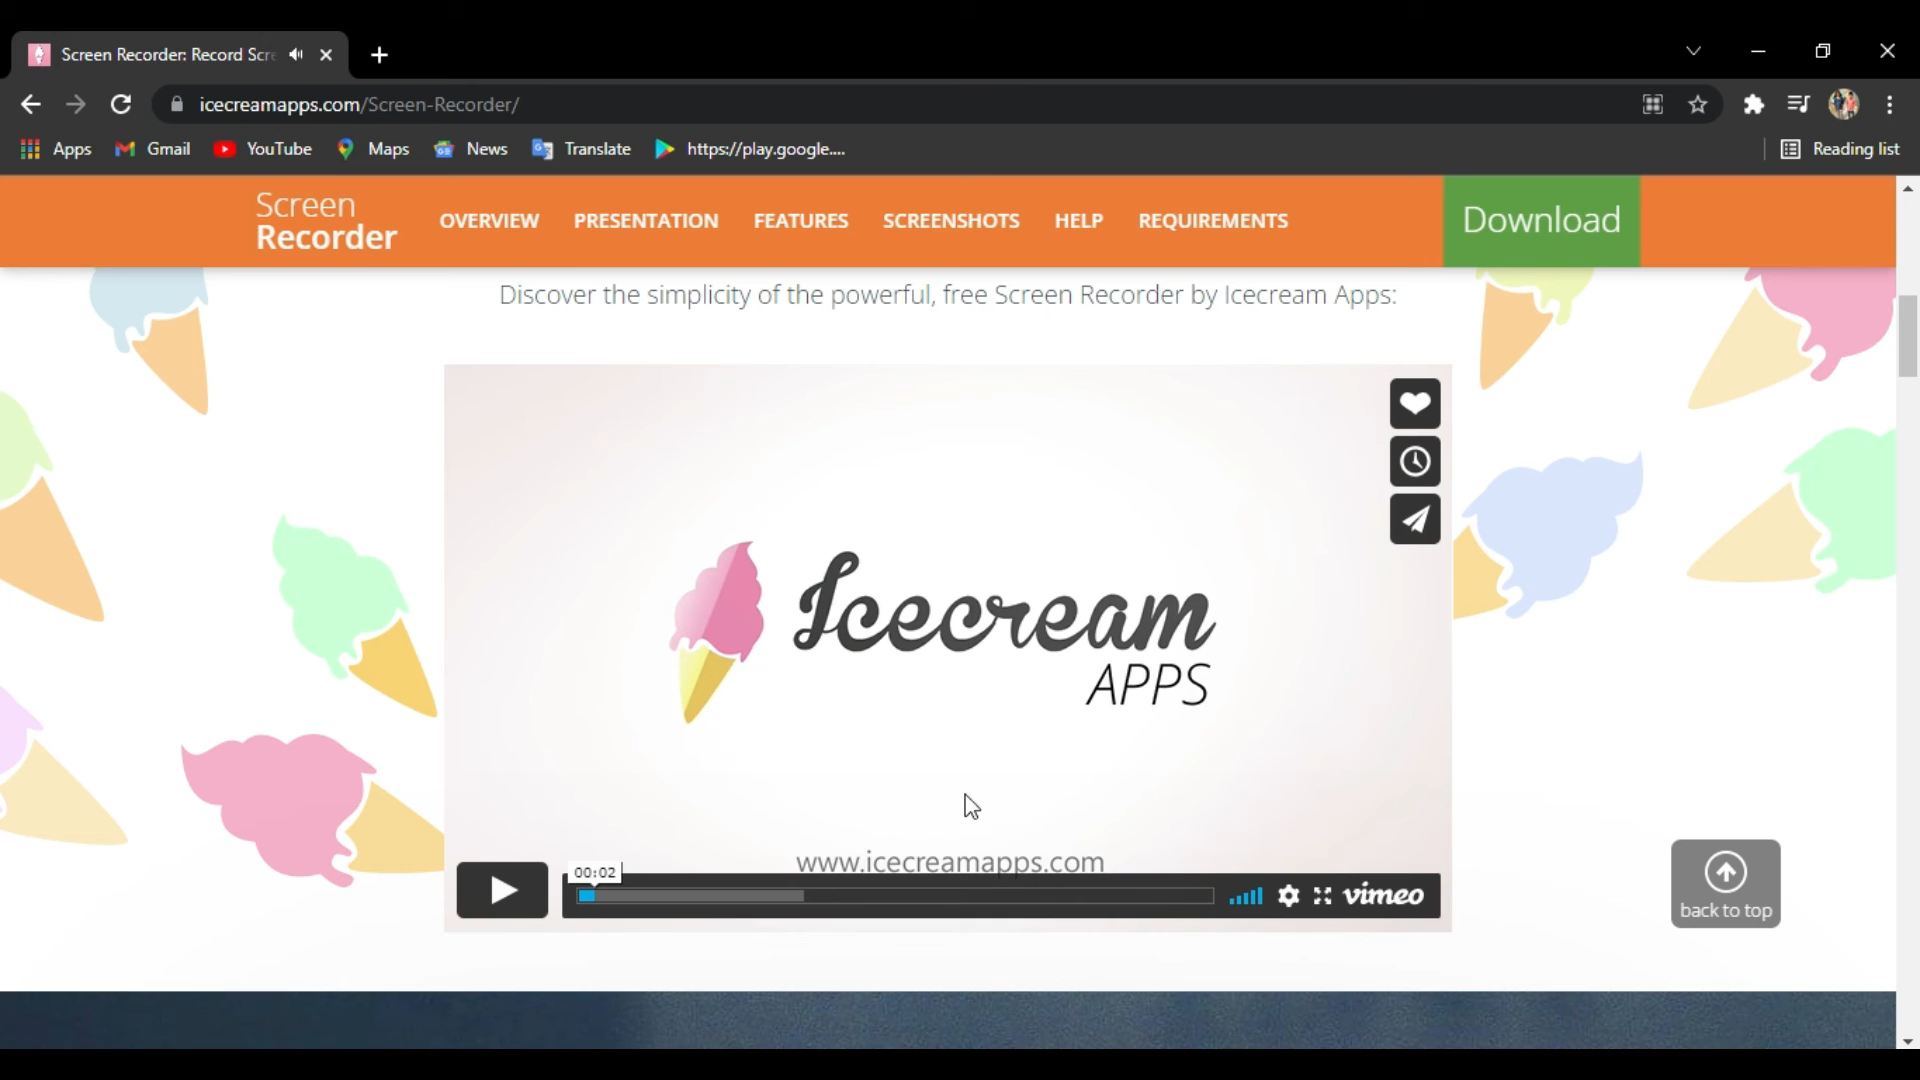 Screen Recorder: Record Scr
icecreamapps.com/Screen-Recorder/
Apps Gmail YouTube Maps News Translate https://play.google.... Reading list
Screen
Recorder
OVERVIEW PRESENTATION FEATURES SCREENSHOTS HELP REQUIREMENTS Download
Discover the simplicity of the powerful, free Screen Recorder by Icecream Apps:
Icecream
APPS
www.icecreamapps.com
00:02
vimeo
back to top